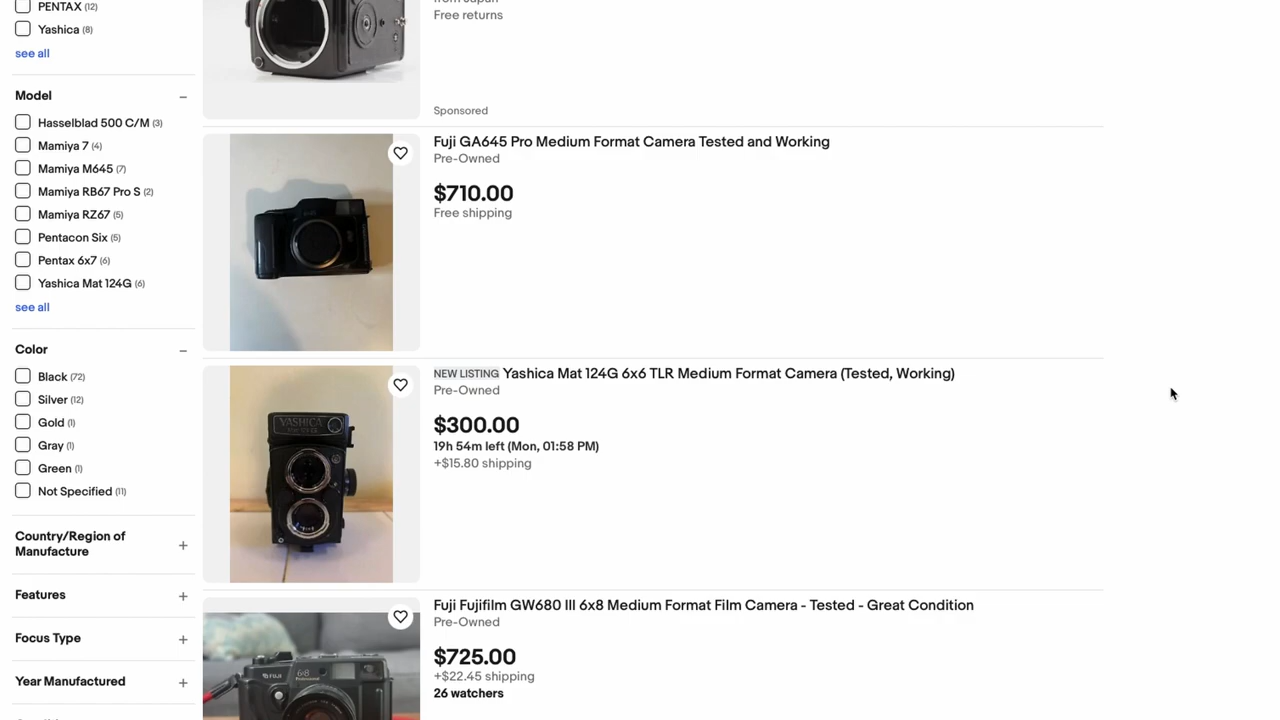 PENTAX (12)
Yashica (8)
see all
Model
Hasselblad 500 C/M (3)
Mamiya 7 (4)
Mamiya M645 (7)
Mamiya RB67 Pro S (2)
Mamiya RZ67 (5)
Pentacon Six (5)
Pentax 6x7 (6)
Yashica Mat 124G (6)
see all
Color
Black (72)
Silver (12)
Gold (1)
Gray (1)
Green (1)
Not Specified (11)
Country/Region of
Manufacture
Features
Focus Type
Year Manufactured
from Japan
Free returns
Sponsored
Fuji GA645 Pro Medium Format Camera Tested and Working
Pre-Owned
$710.00
Free shipping
NEW LISTING Yashica Mat 124G 6x6 TLR Medium Format Camera (Tested, Working)
Pre-Owned
$300.00
19h 54m left (Mon, 01:58 PM)
+$15.80 shipping
YASHICA
Fuji Fujifilm GW680 III 6x8 Medium Format Film Camera - Tested - Great Condition
Pre-Owned
$725.00
+$22.45 shipping
26 watchers
FUJI
6x8
Professional